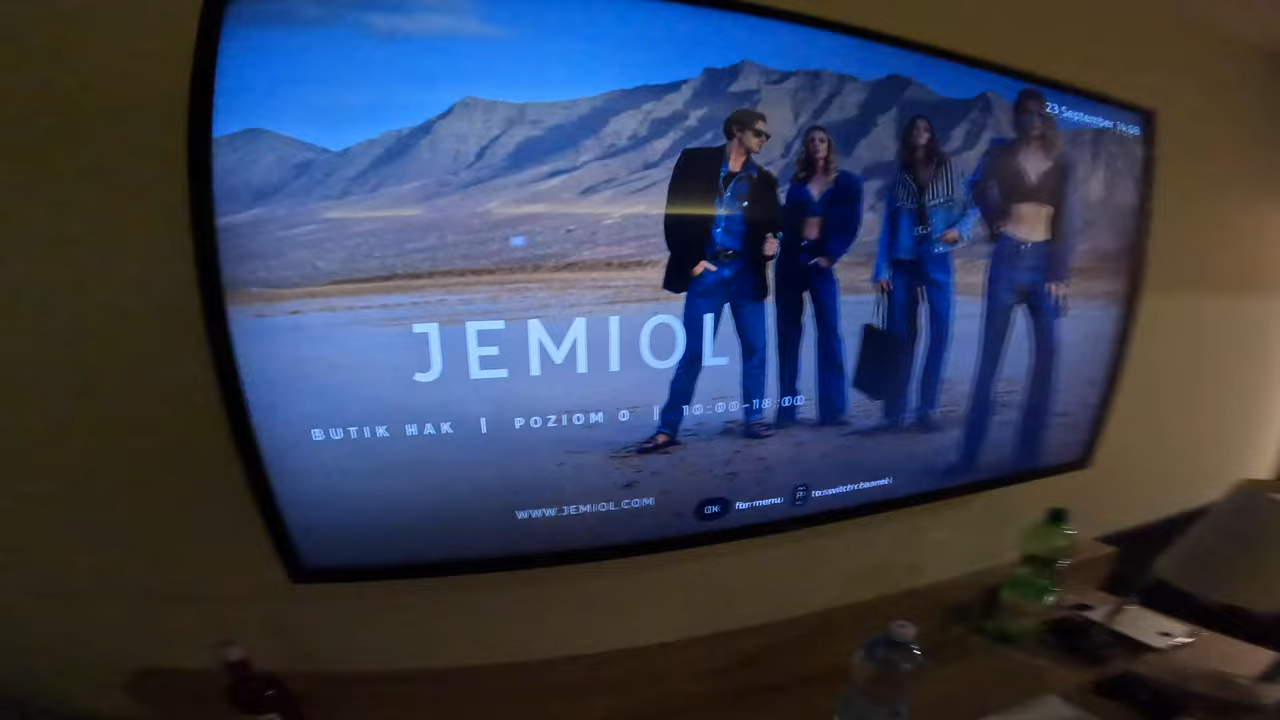 23 September
JEMIOL
BUTIK HAK | POZIOM 0 | 10:00-18:00
WWW.JEMIOL.COM
OK for menu
to switch channel